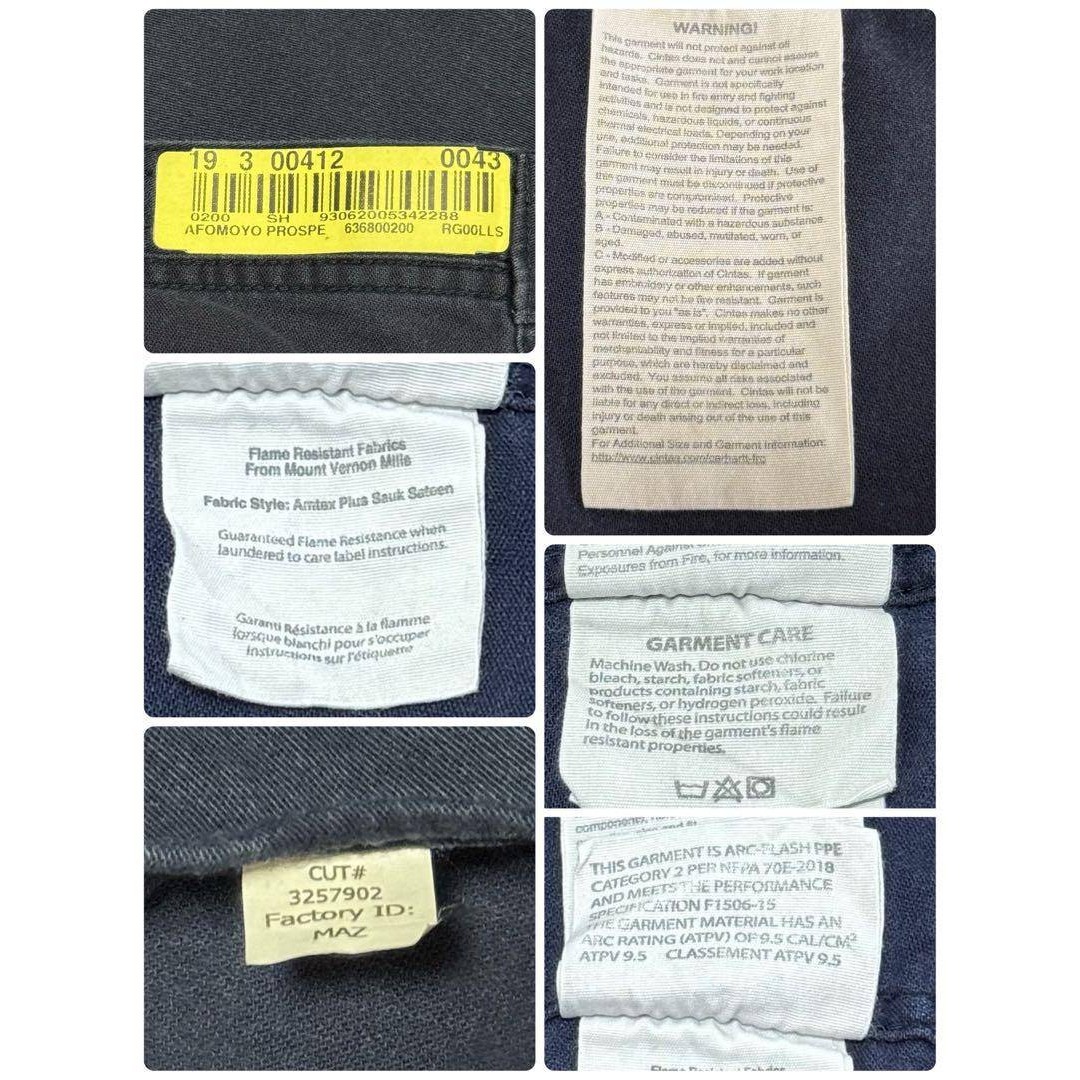 19 3 00412 0043
0200 SH 93062005342288
AFOMOYO PROSPE 636800200 RG00LLS
WARNING!
This garment will not protect against all
hazards. Cintas does not and cannot assess
the appropriate garment for your work location
and tasks. Garment is not specifically
intended for use in fire entry and fighting
activities and is not designed to protect against
chemicals, hazardous liquids, or continuous
thermal electrical loads. Depending on your
use, additional protection may be needed.
Failure to consider the limitations of this
garment may result in injury or death. Use of
this garment must be discontinued if protective
properties are compromised. Protective
properties may be reduced if the garment is:
A - Contaminated with a hazardous substance.
B - Damaged, abused, mutilated, worn, or
aged.
C - Modified or accessories are added without
express authorization of Cintas. If garment
has embroidery or other enhancements, such
features may not be fire resistant. Garment is
provided to you "as is". Cintas makes no other
warranties, express or implied, included and
not limited to the implied warranties of
merchantability and fitness for a particular
purpose, which are hereby disclaimed and
excluded. You assume all risks associated
with the use of the garment. Cintas will not be
liable for any direct or indirect loss, including
injury or death arising out of the use of this
garment.
For Additional Size and Garment Information:
http://www.cintas.com/carhartt-frc
Flame Resistant Fabrics
From Mount Vernon Mills
Fabric Style: Amtex Plus Sauk Sateen
Guaranteed Flame Resistance when
laundered to care label instructions.
Garanti Résistance à la flamme
lorsque blanchi pour s'occuper
instructions sur l'étiquette
Personnel Against
Exposures from Fire, for more information.
GARMENT CARE
Machine Wash. Do not use chlorine
bleach, starch, fabric softeners, or
products containing starch, fabric
softeners, or hydrogen peroxide. Failure
to follow these instructions could result
in the loss of the garment's flame
resistant properties.
CUT#
3257902
Factory ID:
MAZ
THIS GARMENT IS ARC-FLASH PPE
CATEGORY 2 PER NFPA 70E-2018
AND MEETS THE PERFORMANCE
SPECIFICATION F1506-15
THE GARMENT MATERIAL HAS AN
ARC RATING (ATPV) OF 9.5 CAL/CM²
ATPV 9.5 CLASSEMENT ATPV 9.5
Flame Resistant Fabrics